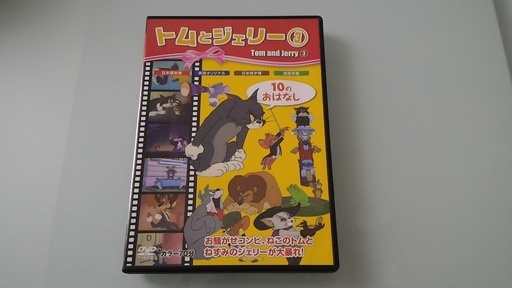 トムとジェリー③
Tom and Jerry ③
日本語吹替
英語オリジナル
日本語字幕
英語字幕
10の
おはなし
お騒がせコンビ、ねこのトムと
ねずみのジェリーが大暴れ!
DVD
カラー70分